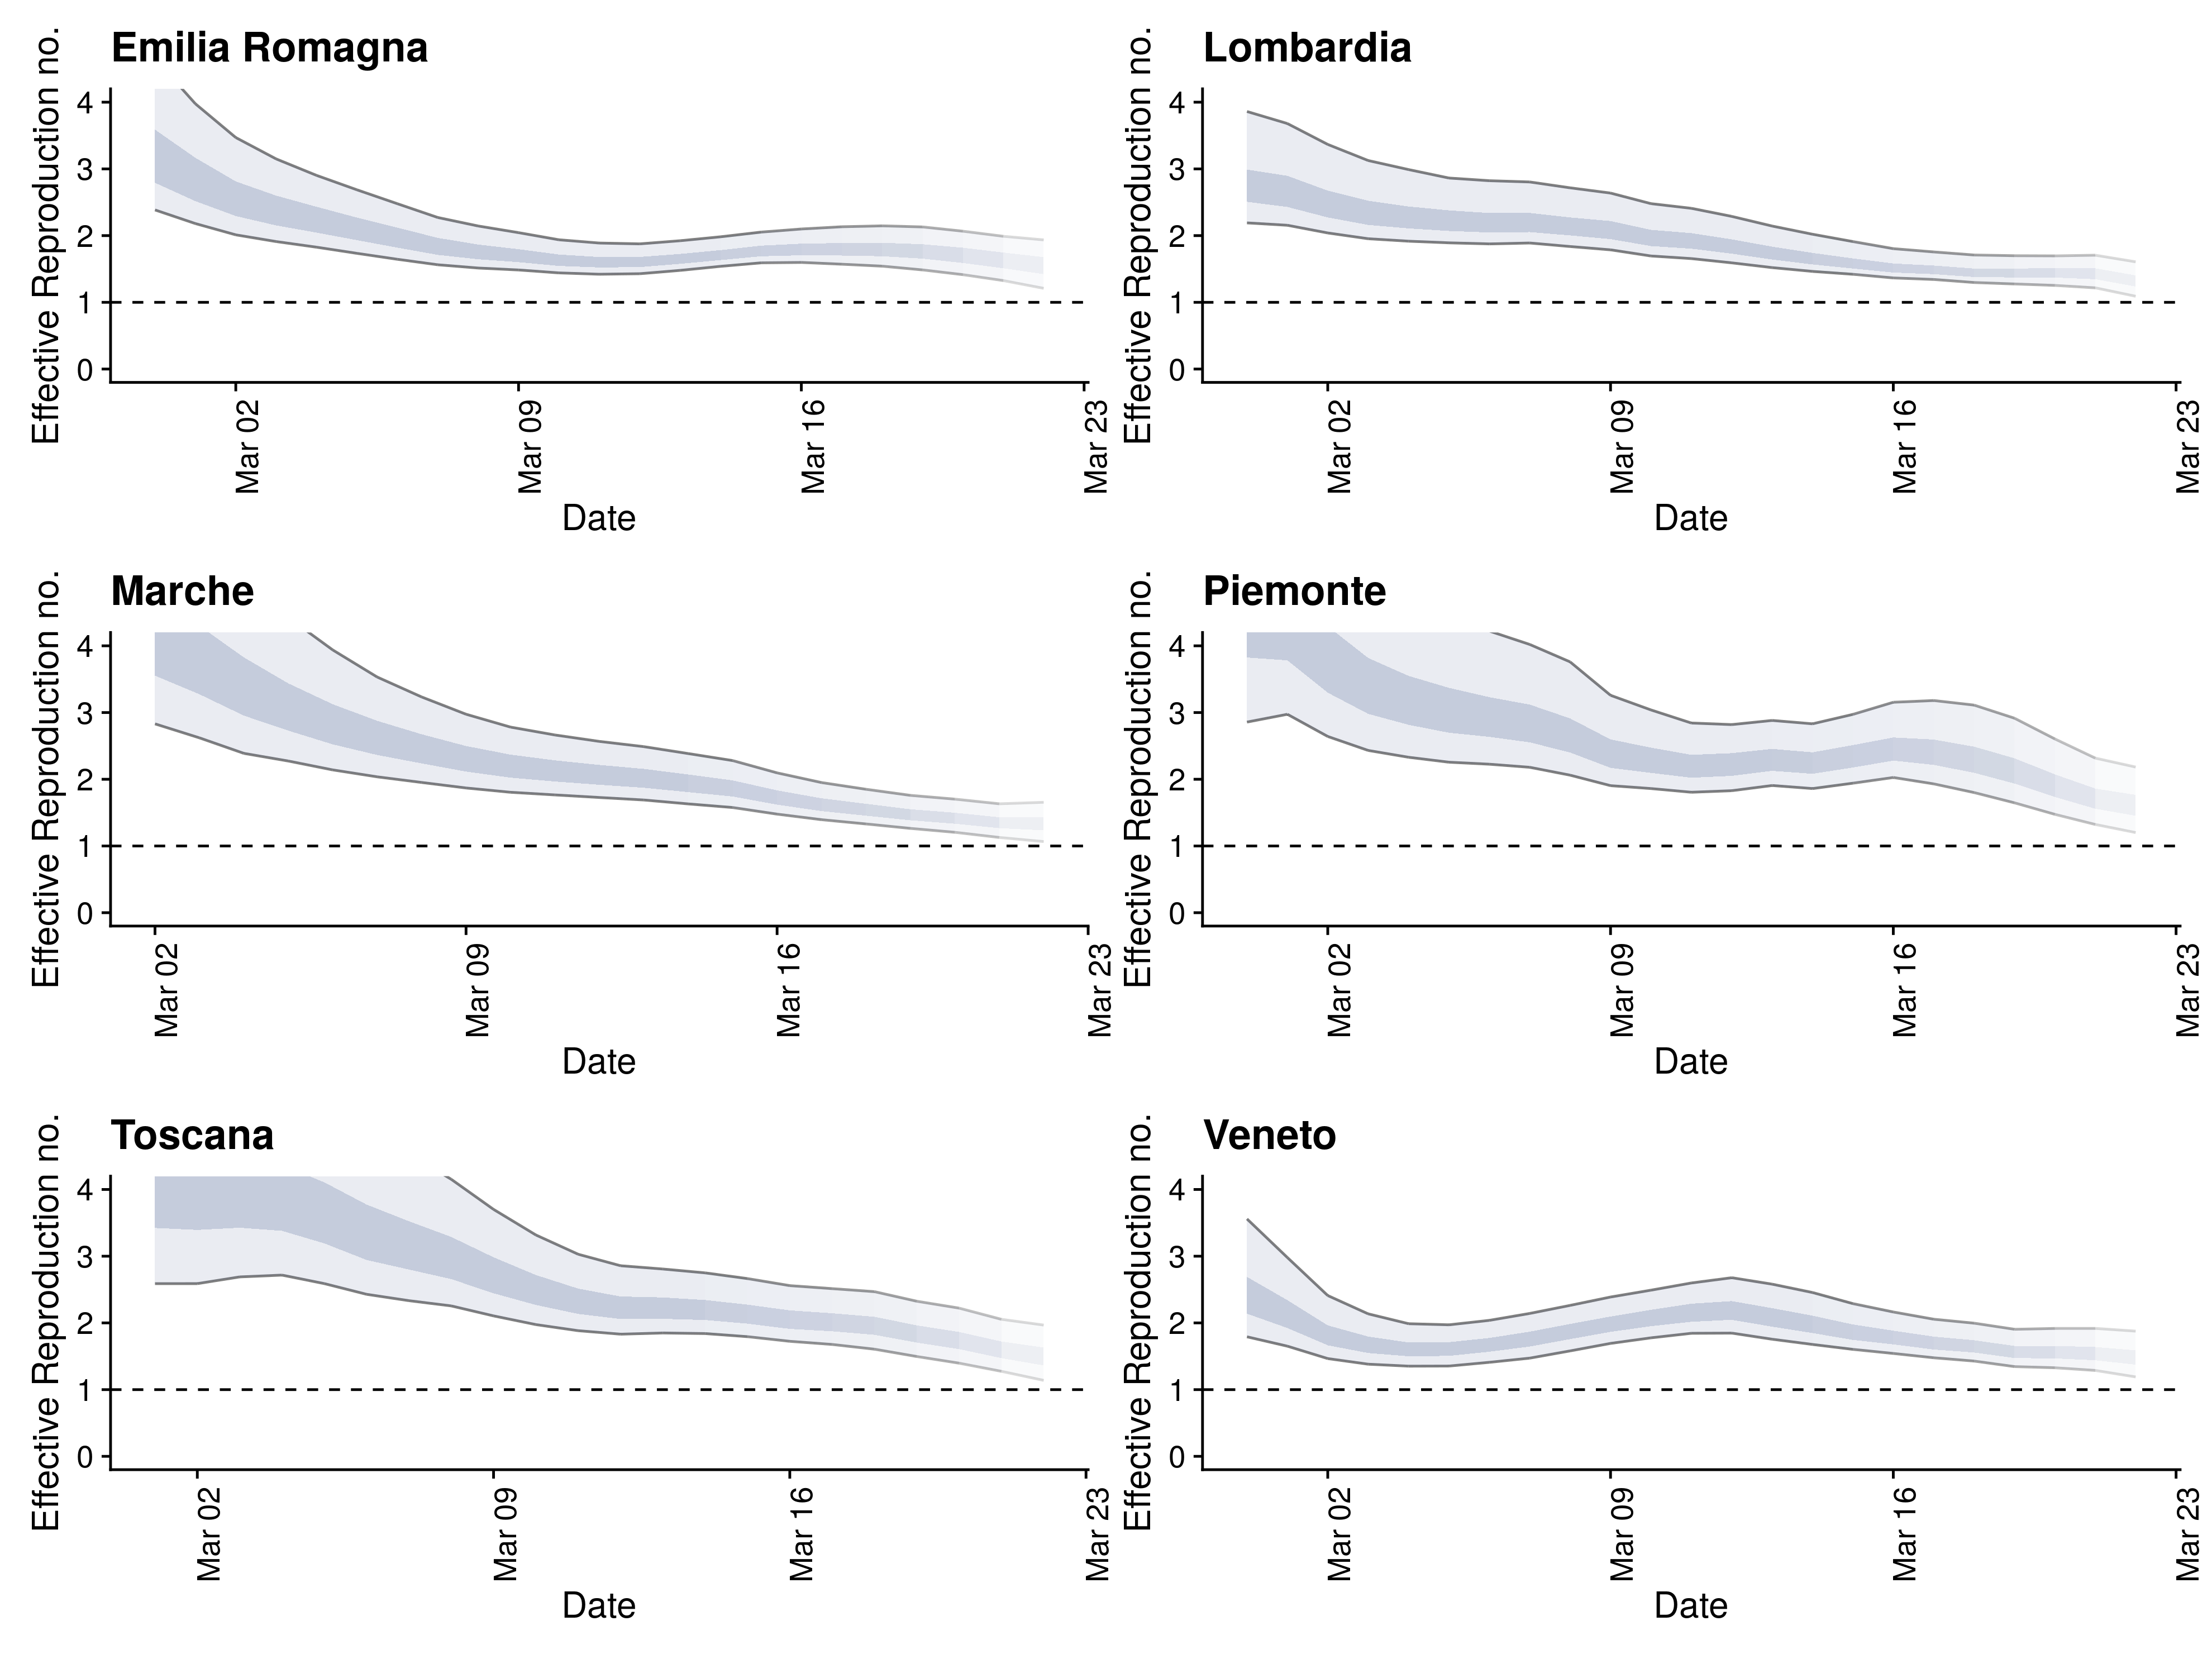 Emilia Romagna
Effective Reproduction no.
4
3
2
1
0
Mar 02
Mar 09
Mar 16
Mar 23
Date
Lombardia
Effective Reproduction no.
4
3
2
1
0
Mar 02
Mar 09
Mar 16
Mar 23
Date
Marche
Effective Reproduction no.
4
3
2
1
0
Mar 02
Mar 09
Mar 16
Mar 23
Date
Piemonte
Effective Reproduction no.
4
3
2
1
0
Mar 02
Mar 09
Mar 16
Mar 23
Date
Toscana
Effective Reproduction no.
4
3
2
1
0
Mar 02
Mar 09
Mar 16
Mar 23
Date
Veneto
Effective Reproduction no.
4
3
2
1
0
Mar 02
Mar 09
Mar 16
Mar 23
Date